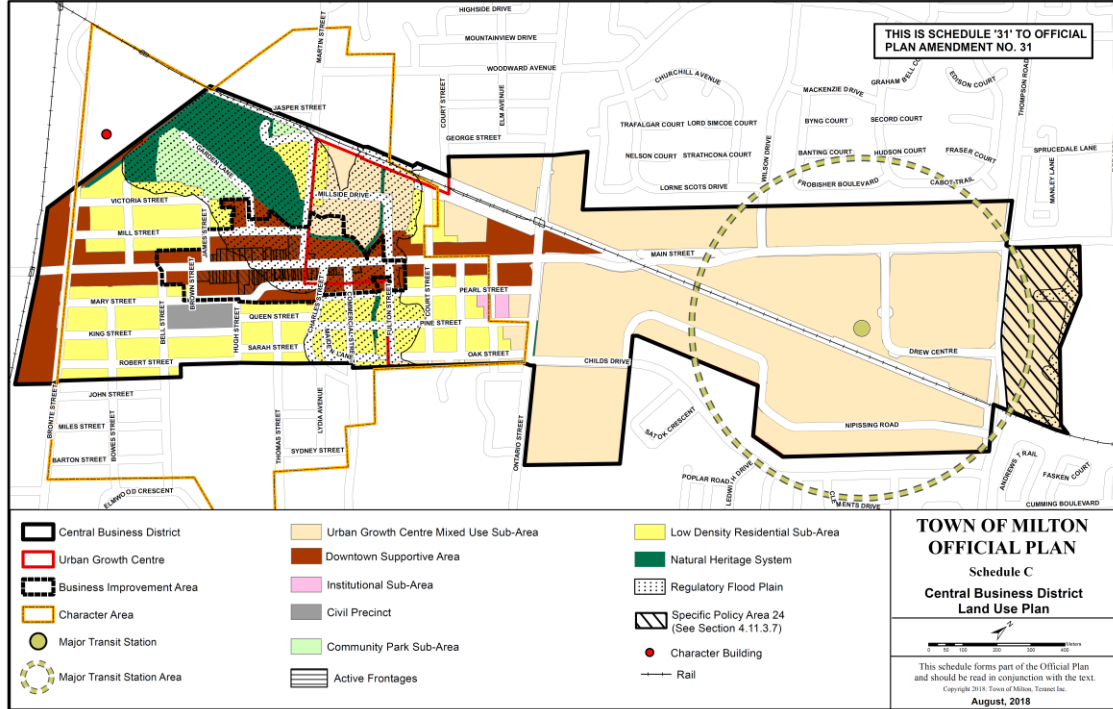 HIGHSIDE DRIVE
MARTIN STREET
MOUNTAINVIEW DRIVE
WOODWARD AVENUE
COURT STREET
ELM AVENUE
JASPER STREET
GEORGE STREET
THIS IS SCHEDULE '31' TO OFFICIAL
PLAN AMENDMENT NO. 31
CHURCHILL AVENUE
GRAHAM BELL
EDISON COURT
THOMPSON ROAD
MACKENZIE DRIVE
TRAFALGAR COURT
LORD SIMCOE COURT
BYNG COURT
SECORD COURT
WILSON DRIVE
NELSON COURT
STRATHCONA COURT
BANTING COURT
HUDSON COURT
FRASER COURT
SPRUCEDALE LANE
MANLEY LANE
LORNE SCOTS DRIVE
FROBISHER BOULEVARD
CABOT TRAIL
GARDEN LANE
VICTORIA STREET
MILLSIDE DRIVE
MILL STREET
JAMES STREET
MAIN STREET
BROWN STREET
MARY STREET
CHARLES STREET
COMMERCIAL STREET
FULTON STREET
COURT STREET
PEARL STREET
BELL STREET
HUGH STREET
QUEEN STREET
KING STREET
PINE STREET
SARAH STREET
LANE
OAK STREET
ROBERT STREET
CHILDS DRIVE
DREW CENTRE
BRONTE STREET
JOHN STREET
MILES STREET
BOWES STREET
BARTON STREET
THOMAS STREET
LYDIA AVENUE
SYDNEY STREET
ONTARIO STREET
SATOK CRESCENT
NIPISSING ROAD
ELMWOOD CRESCENT
POPLAR ROAD
LEDWITH DRIVE
CLEMENTS DRIVE
ANDREWS TRAIL
FASKEN COURT
CUMMING BOULEVARD
Central Business District
Urban Growth Centre
Business Improvement Area
Character Area
Major Transit Station
Major Transit Station Area
Urban Growth Centre Mixed Use Sub-Area
Downtown Supportive Area
Institutional Sub-Area
Civil Precinct
Community Park Sub-Area
Active Frontages
Low Density Residential Sub-Area
Natural Heritage System
Regulatory Flood Plain
Specific Policy Area 24
(See Section 4.11.3.7)
Character Building
Rail
TOWN OF MILTON
OFFICIAL PLAN
Schedule C
Central Business District
Land Use Plan
N
0 50 100 200 300 400 Meters
This schedule forms part of the Official Plan
and should be read in conjunction with the text.
Copyright 2018: Town of Milton, Teranet Inc.
August, 2018